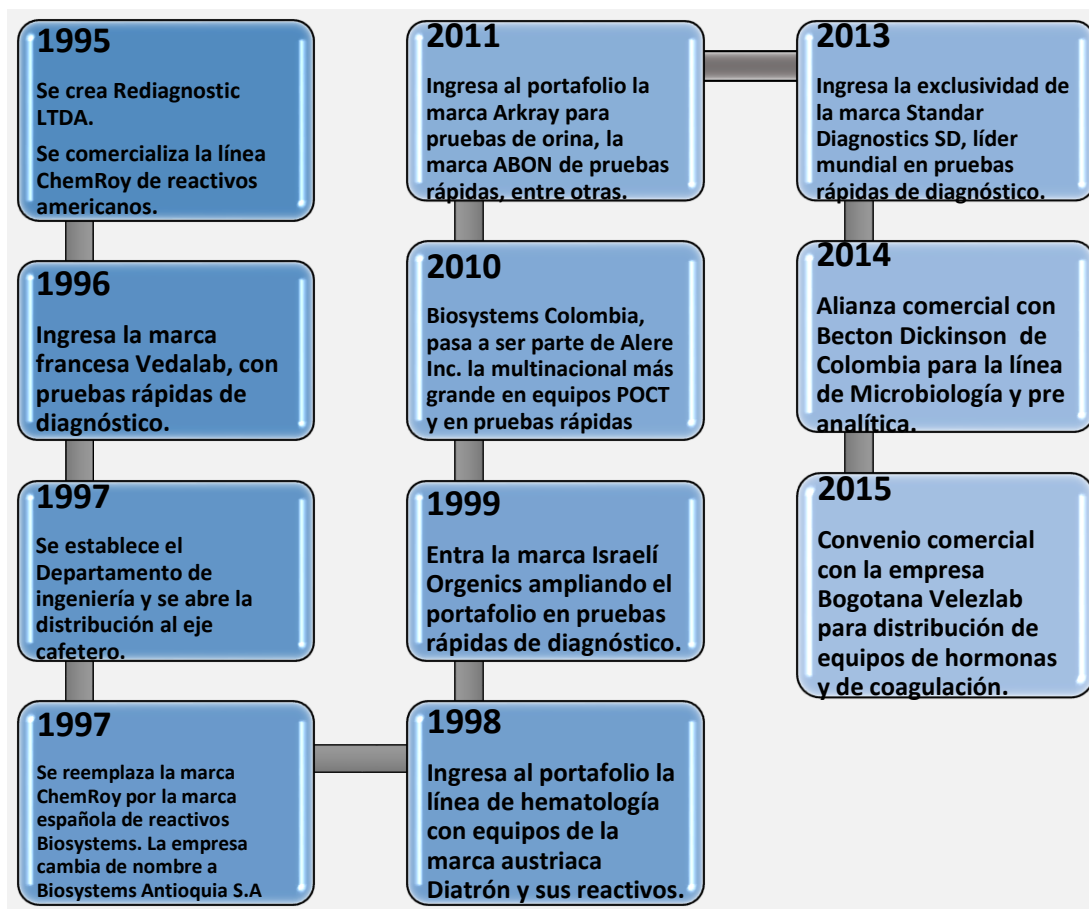 1995
Se crea Rediagnostic
LTDA.
Se comercializa la línea
ChemRoy de reactivos
americanos.
1996
Ingresa la marca
francesa Vedalab, con
pruebas rápidas de
diagnóstico.
1997
Se establece el
Departamento de
ingeniería y se abre la
distribución al eje
cafetero.
1997
Se reemplaza la marca
ChemRoy por la marca
española de reactivos
Biosystems. La empresa
cambia de nombre a
Biosystems Antioquia S.A
1998
Ingresa al portafolio la
línea de hematología
con equipos de la
marca austriaca
Diatrón y sus reactivos.
1999
Entra la marca Israelí
Orgenics ampliando el
portafolio en pruebas
rápidas de diagnóstico.
2010
Biosystems Colombia,
pasa a ser parte de Alere
Inc. la multinacional más
grande en equipos POCT
y en pruebas rápidas
2011
Ingresa al portafolio la
marca Arkray para
pruebas de orina, la
marca ABON de pruebas
rápidas, entre otras.
2013
Ingresa la exclusividad de
la marca Standar
Diagnostics SD, líder
mundial en pruebas
rápidas de diagnóstico.
2014
Alianza comercial con
Becton Dickinson de
Colombia para la línea
de Microbiología y pre
analítica.
2015
Convenio comercial
con la empresa
Bogotana Velezlab
para distribución de
equipos de hormonas
y de coagulación.